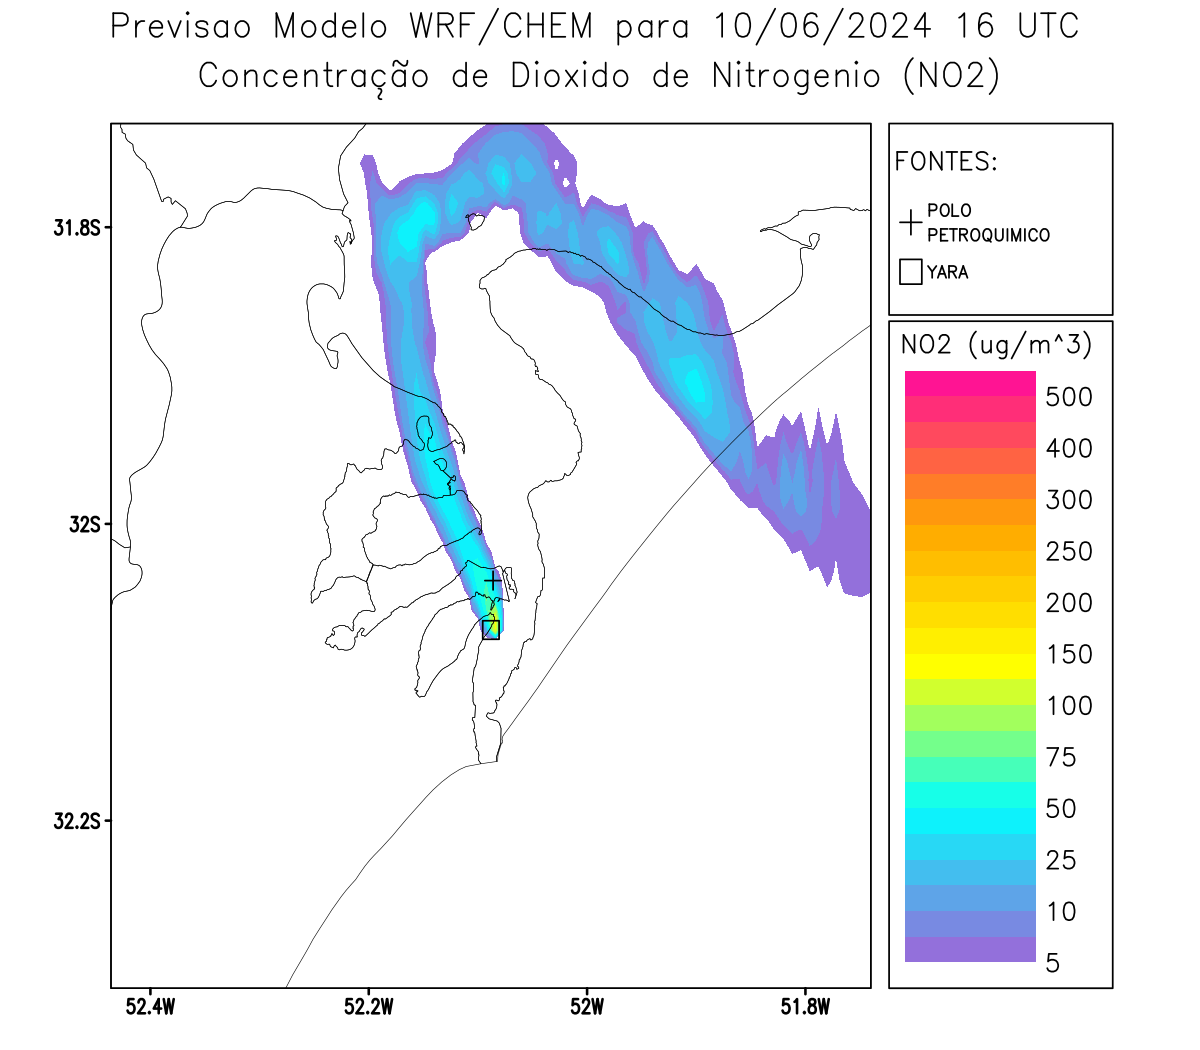 Previsao Modelo WRF/CHEM para 10/06/2024 16 UTC
Concentração de Dioxido de Nitrogenio (NO2)
FONTES:
POLO
PETROQUIMICO
YARA
NO2 (ug/m^3)
500
400
300
250
200
150
100
75
50
25
10
5
31.8S
32S
32.2S
52.4W
52.2W
52W
51.8W